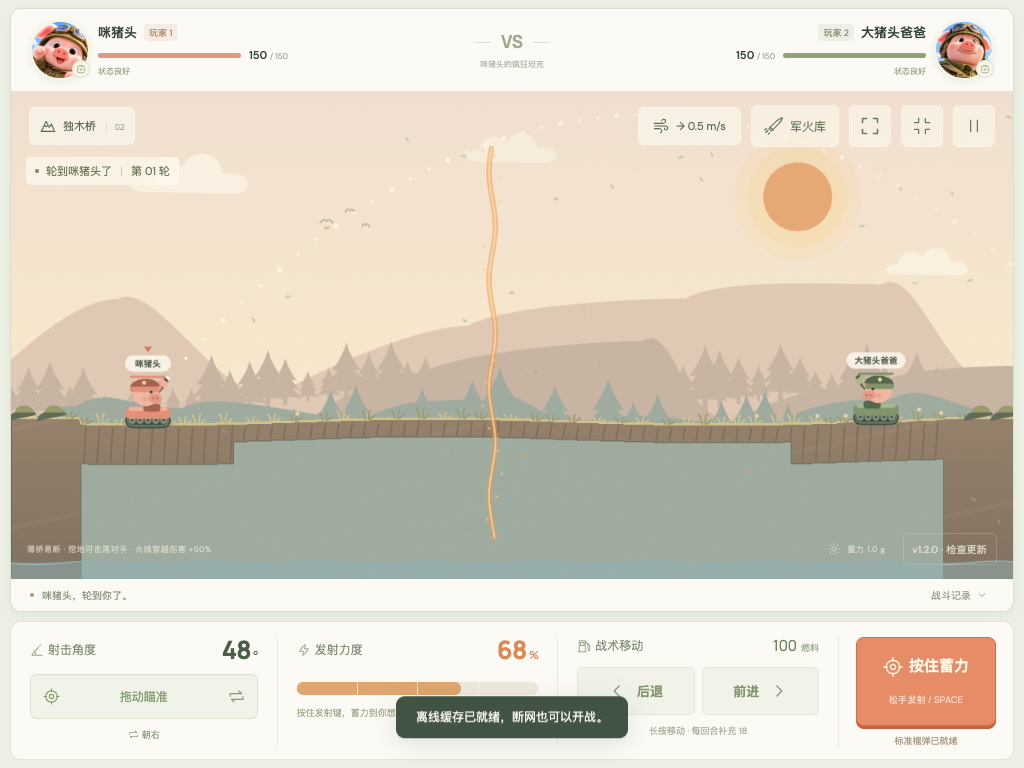 咪猪头 玩家 1
150 / 150
状态良好
VS
咪猪头的疯狂坦克
玩家 2 大猪头爸爸
150 / 150
状态良好
独木桥 02
→ 0.5 m/s
军火库
轮到咪猪头了 第 01 轮
咪猪头
大猪头爸爸
薄桥易断 · 挖地可击落对手 · 火线穿越伤害 +50%
重力 1.0 g
v1.2.0 · 检查更新
咪猪头，轮到你了。
战斗记录
射击角度 48°
拖动瞄准
朝右
发射力度 68%
按住发射键，蓄力到你想
战术移动 100 燃料
后退
前进
长按移动 · 每回合补充 18
按住蓄力
松手发射 / SPACE
标准榴弹已就绪
离线缓存已就绪，断网也可以开战。